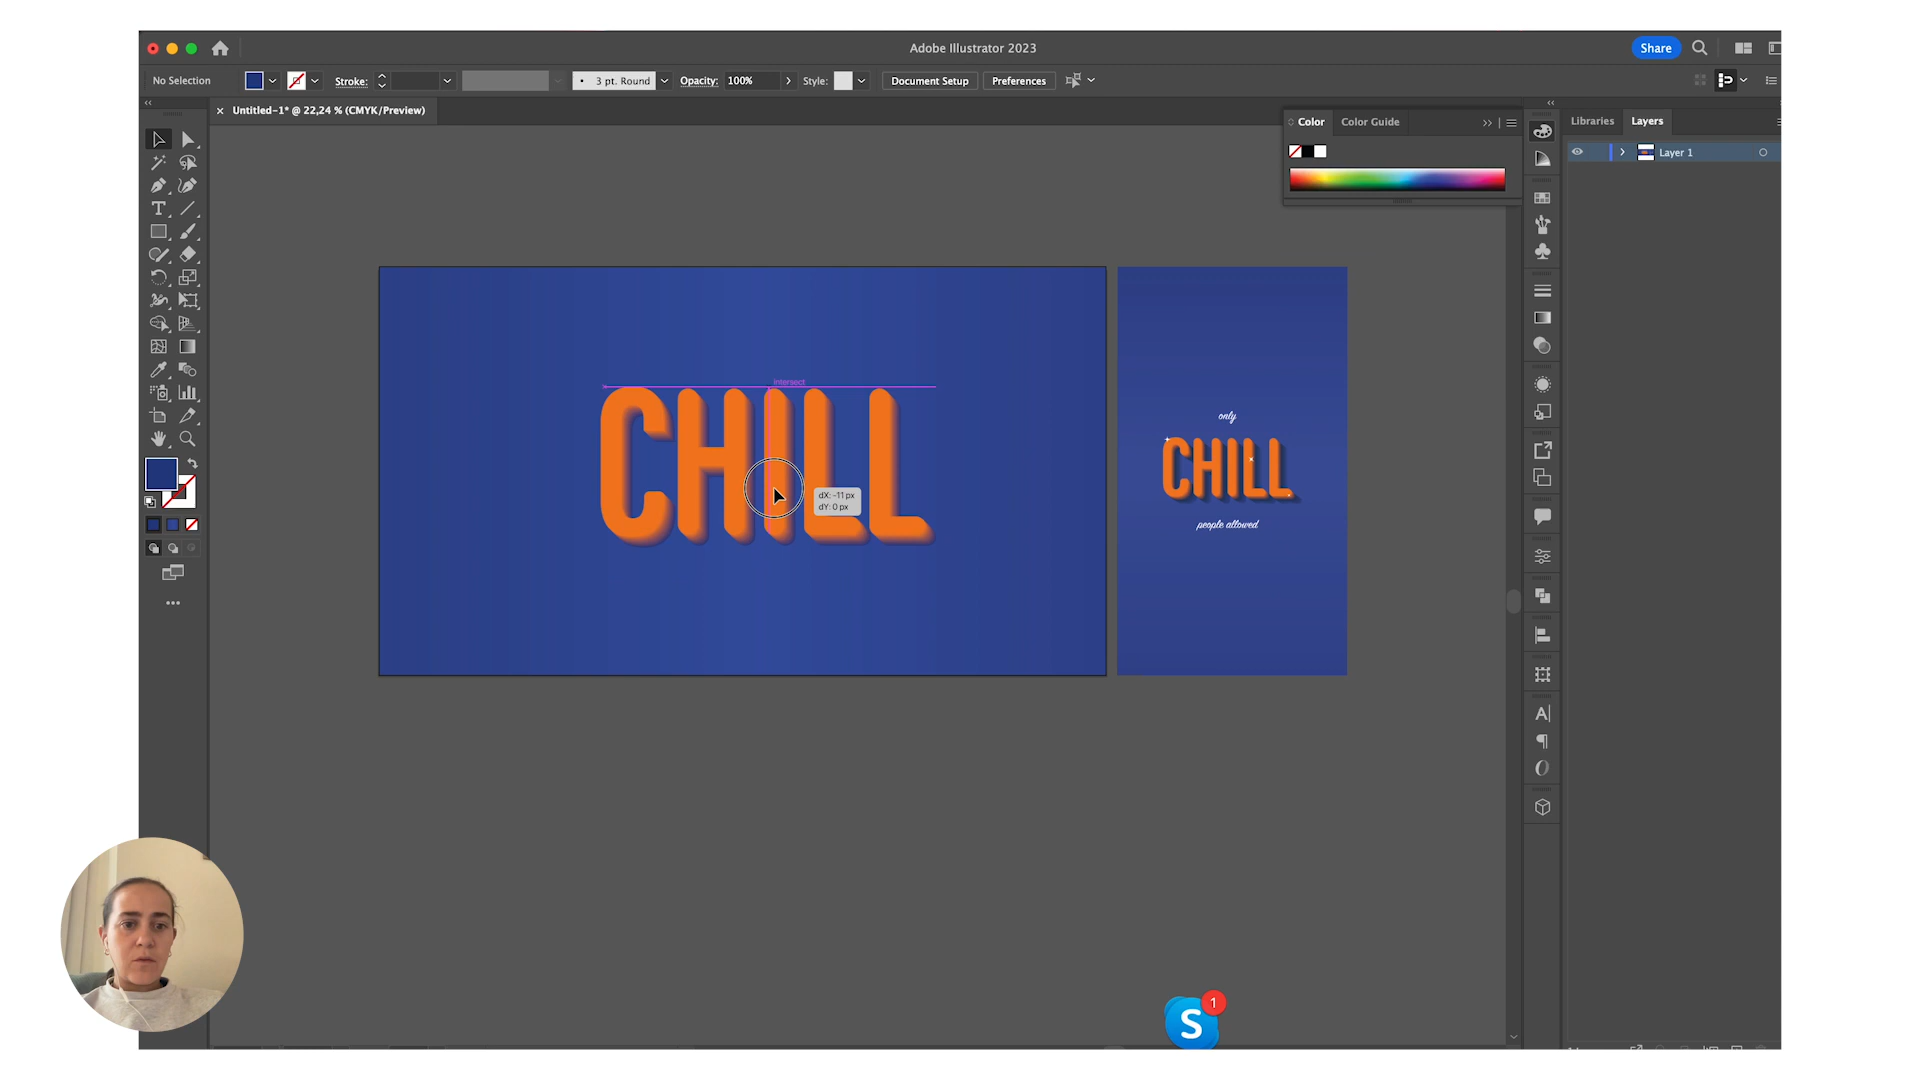 Adobe Illustrator 2023
Share
No Selection
Stroke:
3 pt. Round
Opacity:
100%
Style:
Document Setup
Preferences
Untitled-1* @ 22,24 % (CMYK/Preview)
Color
Color Guide
Libraries
Layers
Layer 1
intersect
CHILL
dX: -11 px
dY: 0 px
only
CHILL
people allowed
S
1